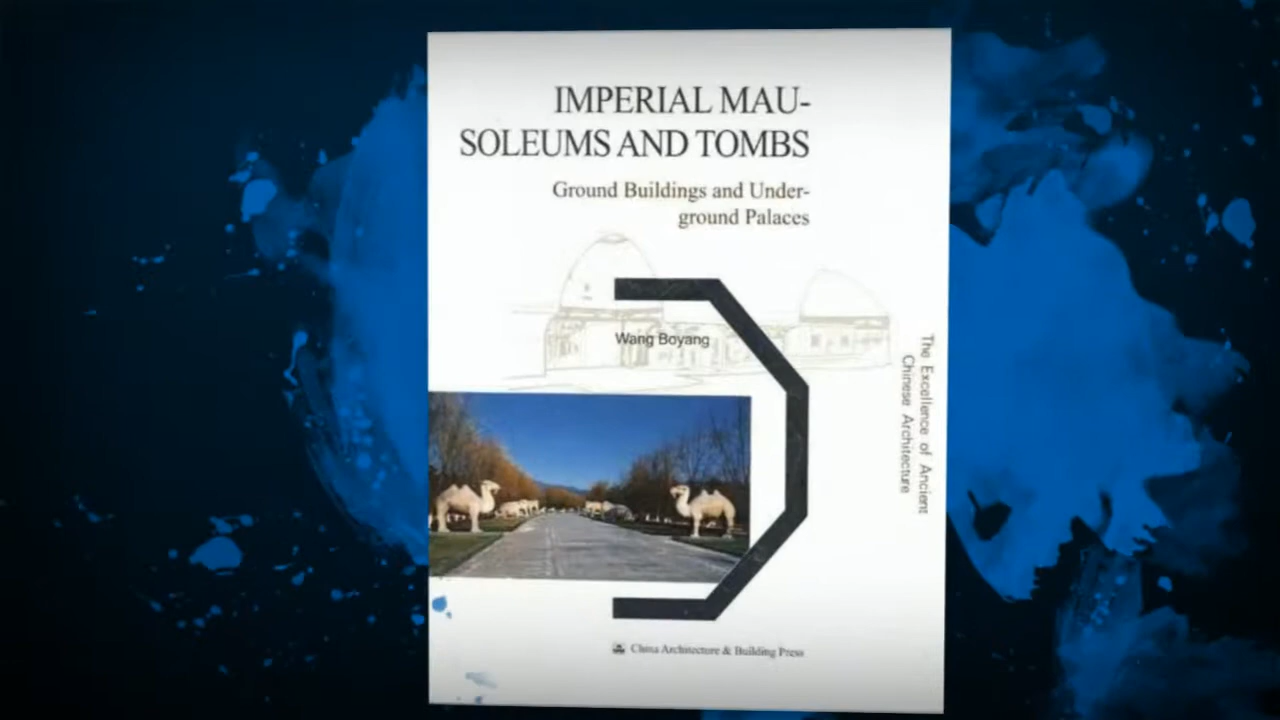 IMPERIAL MAU-
SOLEUMS AND TOMBS
Ground Buildings and Under-
ground Palaces
Wang Boyang
The Excellence of Ancient
Chinese Architecture
China Architecture & Building Press